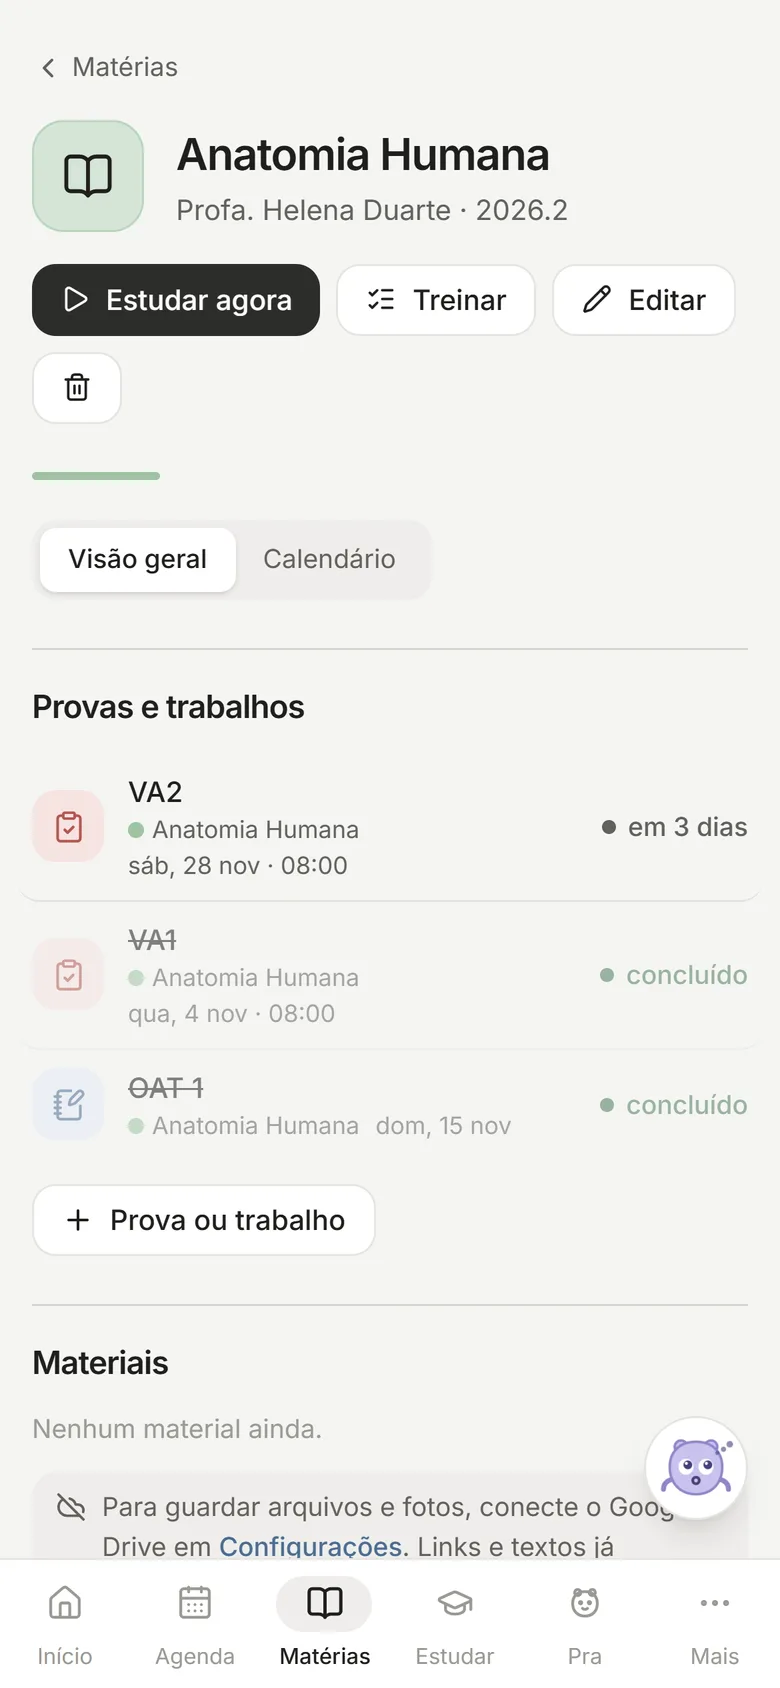 Matérias
Anatomia Humana
Profa. Helena Duarte · 2026.2
Estudar agora
Treinar
Editar
Visão geral
Calendário
Provas e trabalhos
VA2
Anatomia Humana
sáb, 28 nov · 08:00
em 3 dias
VA1
Anatomia Humana
qua, 4 nov · 08:00
concluído
OAT 1
Anatomia Humana dom, 15 nov
concluído
Prova ou trabalho
Materiais
Nenhum material ainda.
Para guardar arquivos e fotos, conecte o
Drive em Configurações. Links e textos já
Início
Agenda
Matérias
Estudar
Pra
Mais